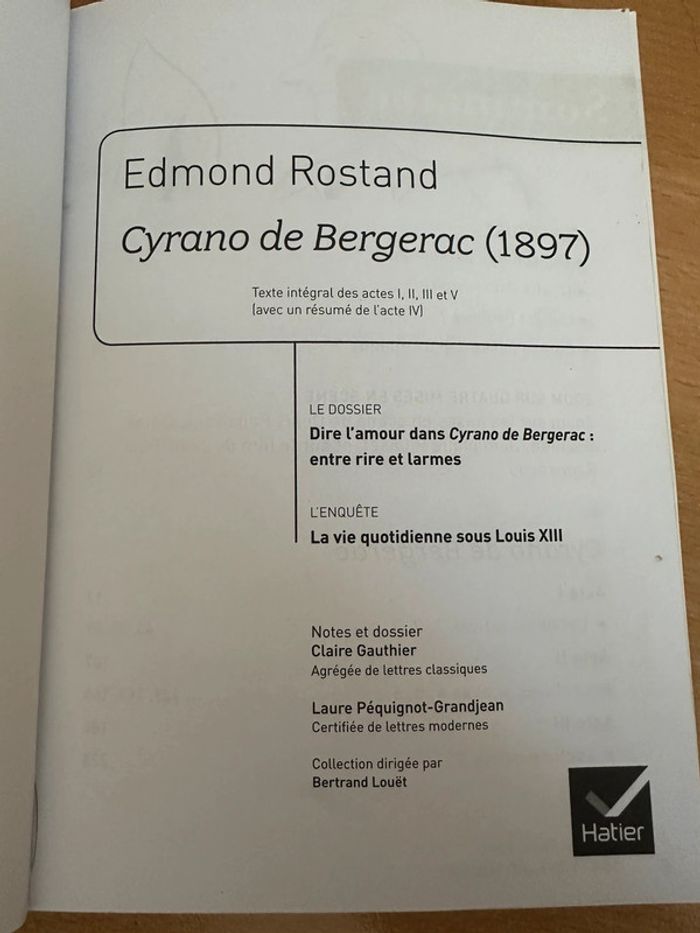 Edmond Rostand
Cyrano de Bergerac (1897)
Texte intégral des actes I, II, III et V
(avec un résumé de l'acte IV)
LE DOSSIER
Dire l'amour dans Cyrano de Bergerac :
entre rire et larmes
L'ENQUÊTE
La vie quotidienne sous Louis XIII
Notes et dossier
Claire Gauthier
Agrégée de lettres classiques
Laure Péquignot-Grandjean
Certifiée de lettres modernes
Collection dirigée par
Bertrand Louët
Hatier